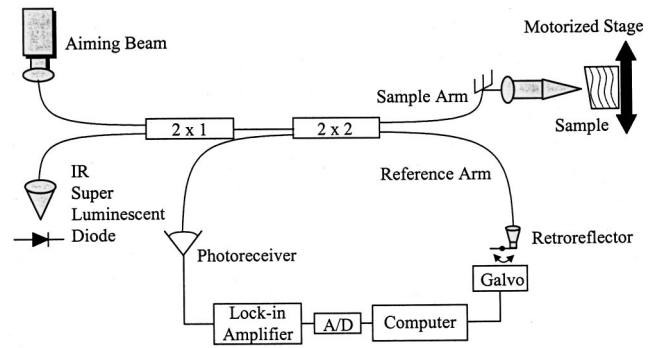 Motorized Stage
Aiming Beam
Sample Arm
2 x 1
2 x 2
Sample
IR
Super
Luminescent
Diode
Reference Arm
Photoreceiver
Retroreflector
Galvo
Lock-in
Amplifier
A/D
Computer